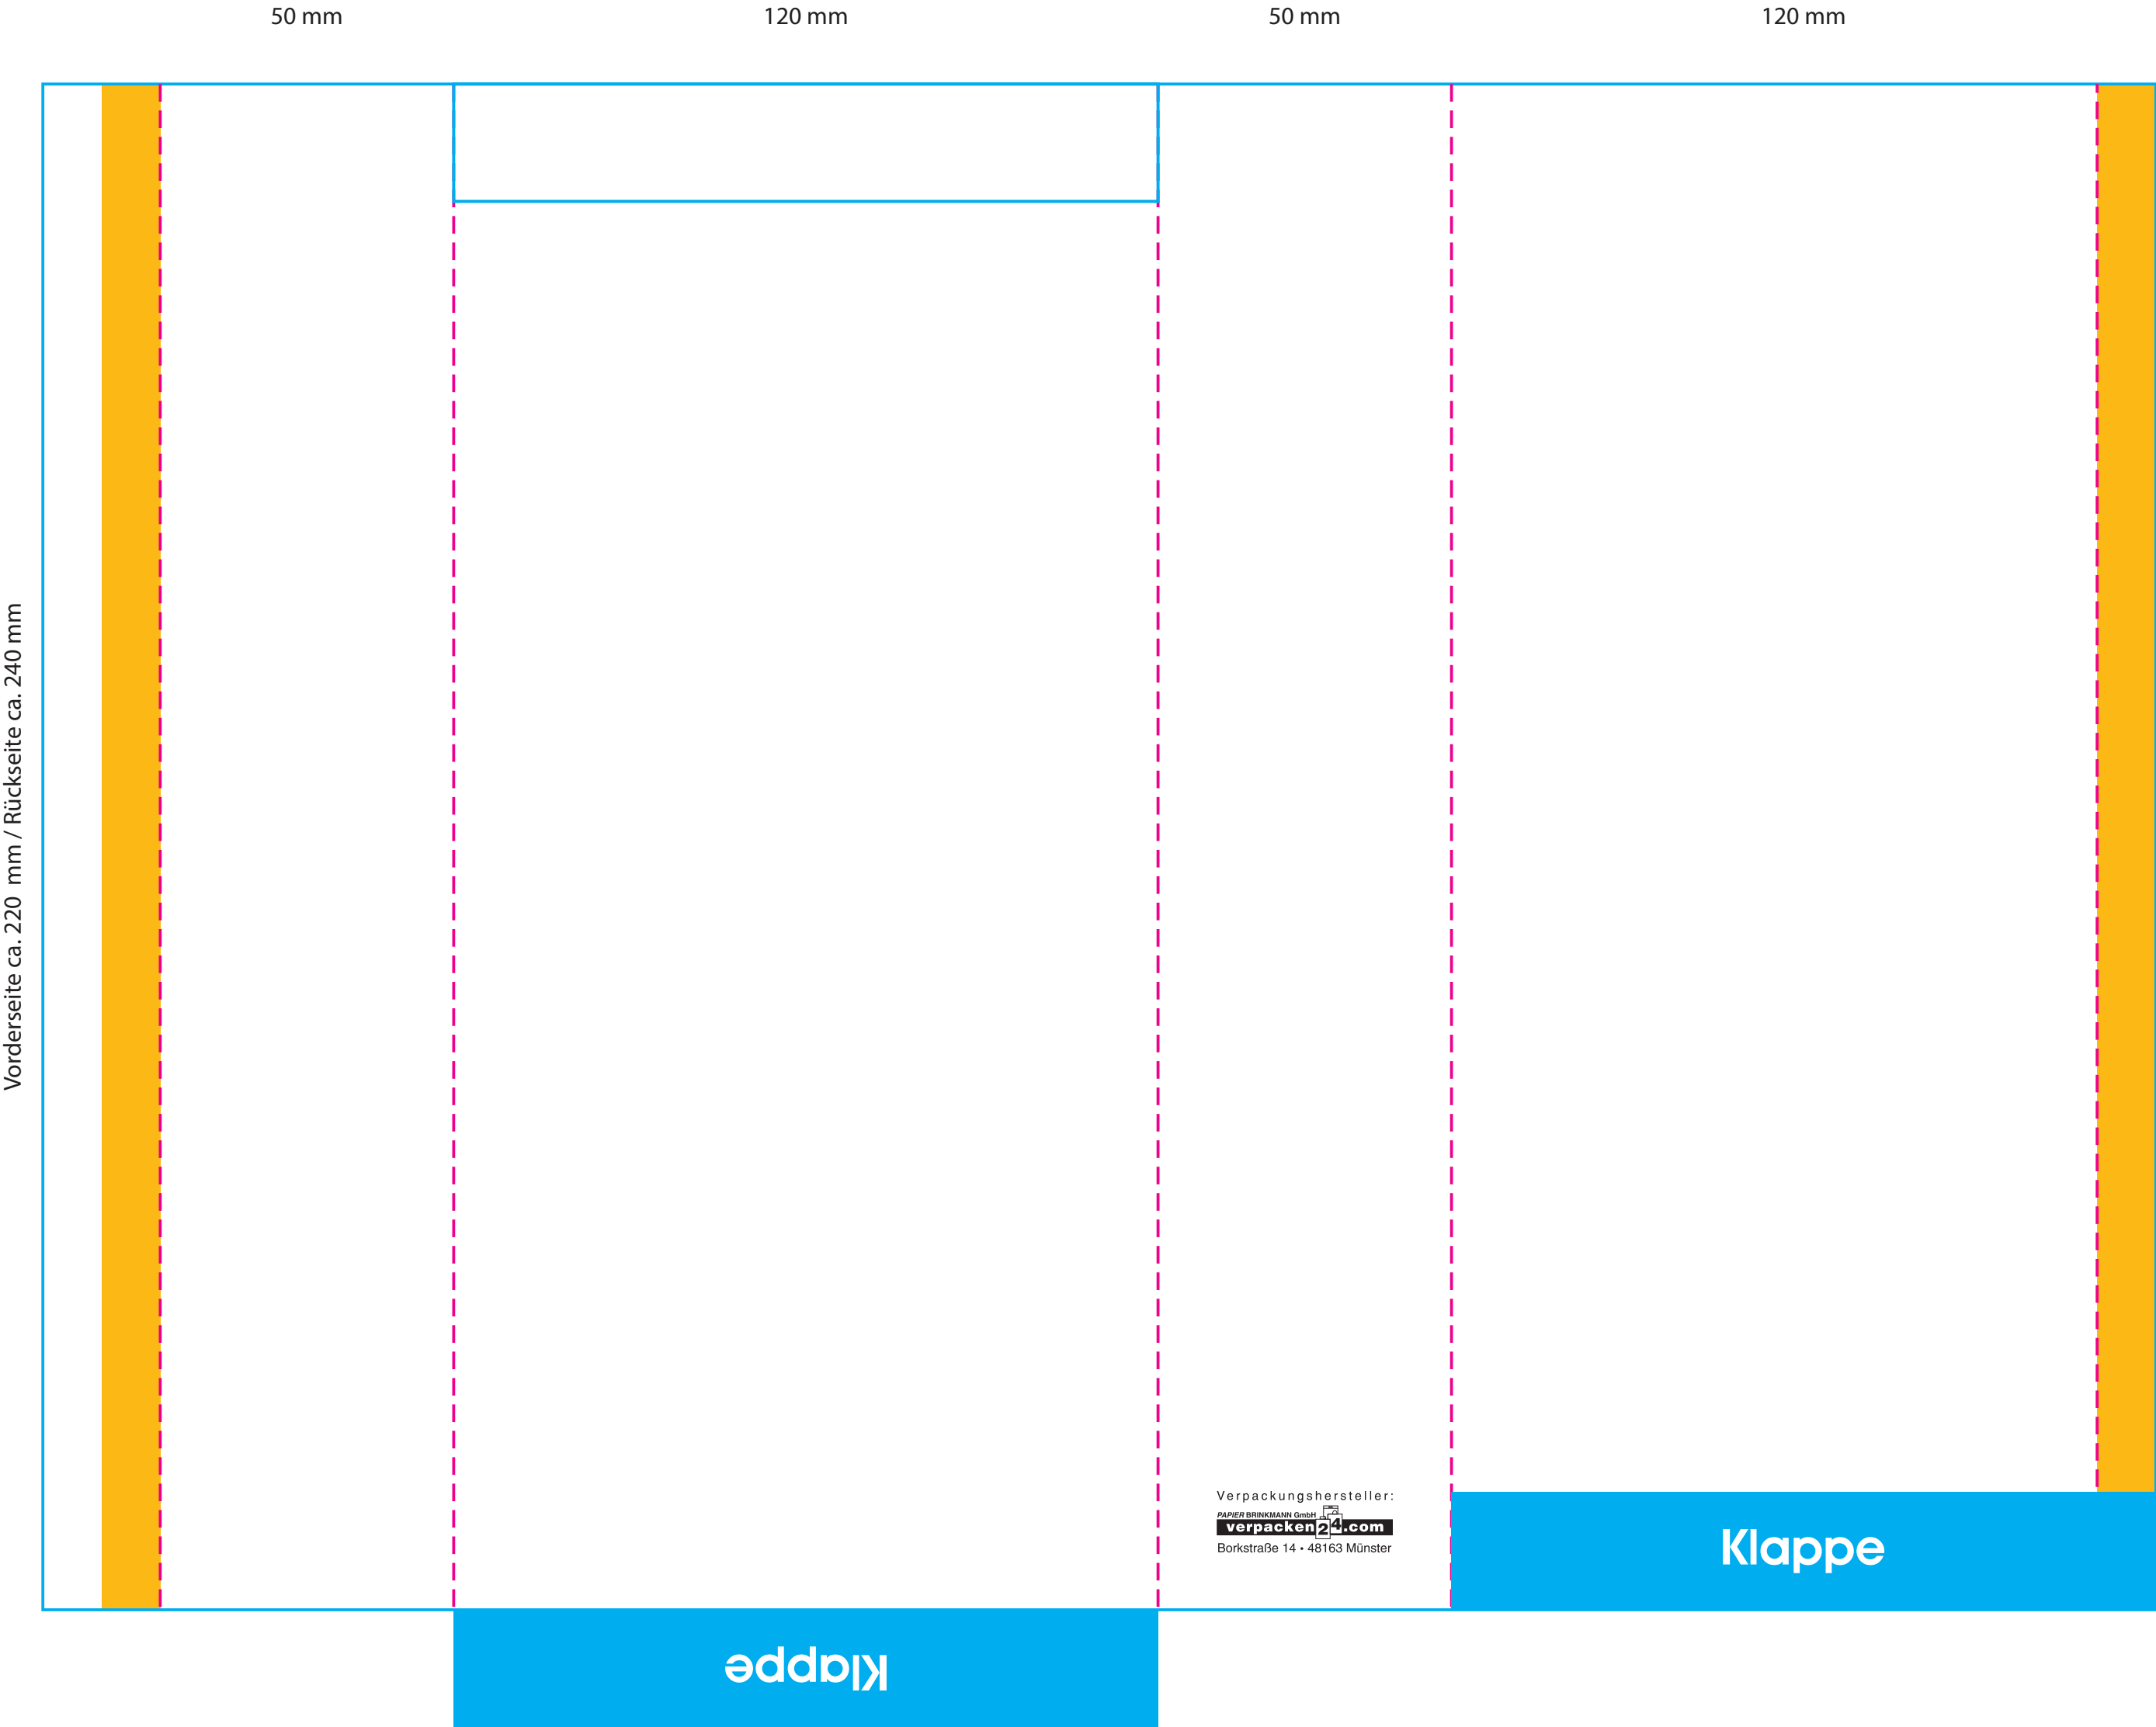 50 mm
120 mm
50 mm
120 mm
Vorderseite ca. 220 mm / Rückseite ca. 240 mm
Verpackungshersteller:
PAPIER BRINKMANN GmbH
verpacken24.com
Borkstraße 14 • 48163 Münster
Klappe
Klappe